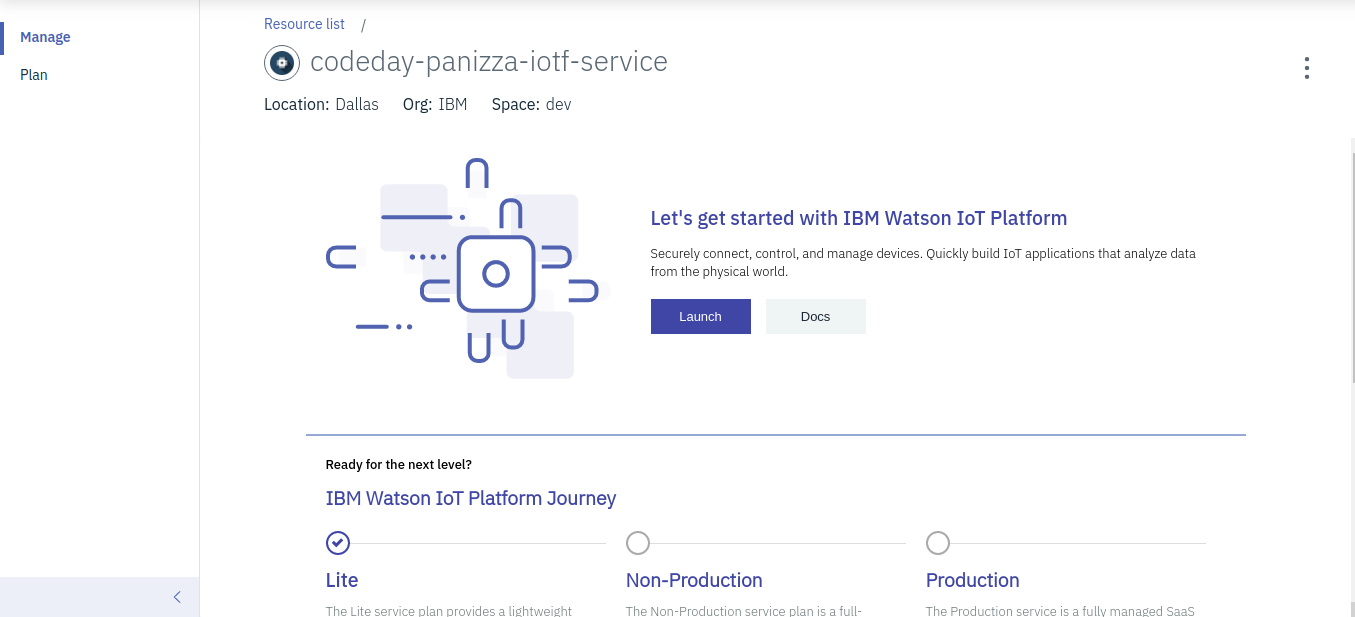 Manage
Plan
Resource list /
codeday-panizza-iotf-service
Location: Dallas Org: IBM Space: dev
Let's get started with IBM Watson IoT Platform
Securely connect, control, and manage devices. Quickly build IoT applications that analyze data
from the physical world.
Launch Docs
Ready for the next level?
IBM Watson IoT Platform Journey
Lite Non-Production Production
The Lite service plan provides a lightweight The Non-Production service plan is a full- The Production service is a fully managed SaaS